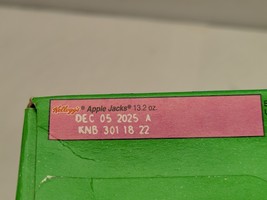 Kellogg's® Apple Jacks® 13.2 oz.
DEC 05 2025 A
KNB 301 18 22